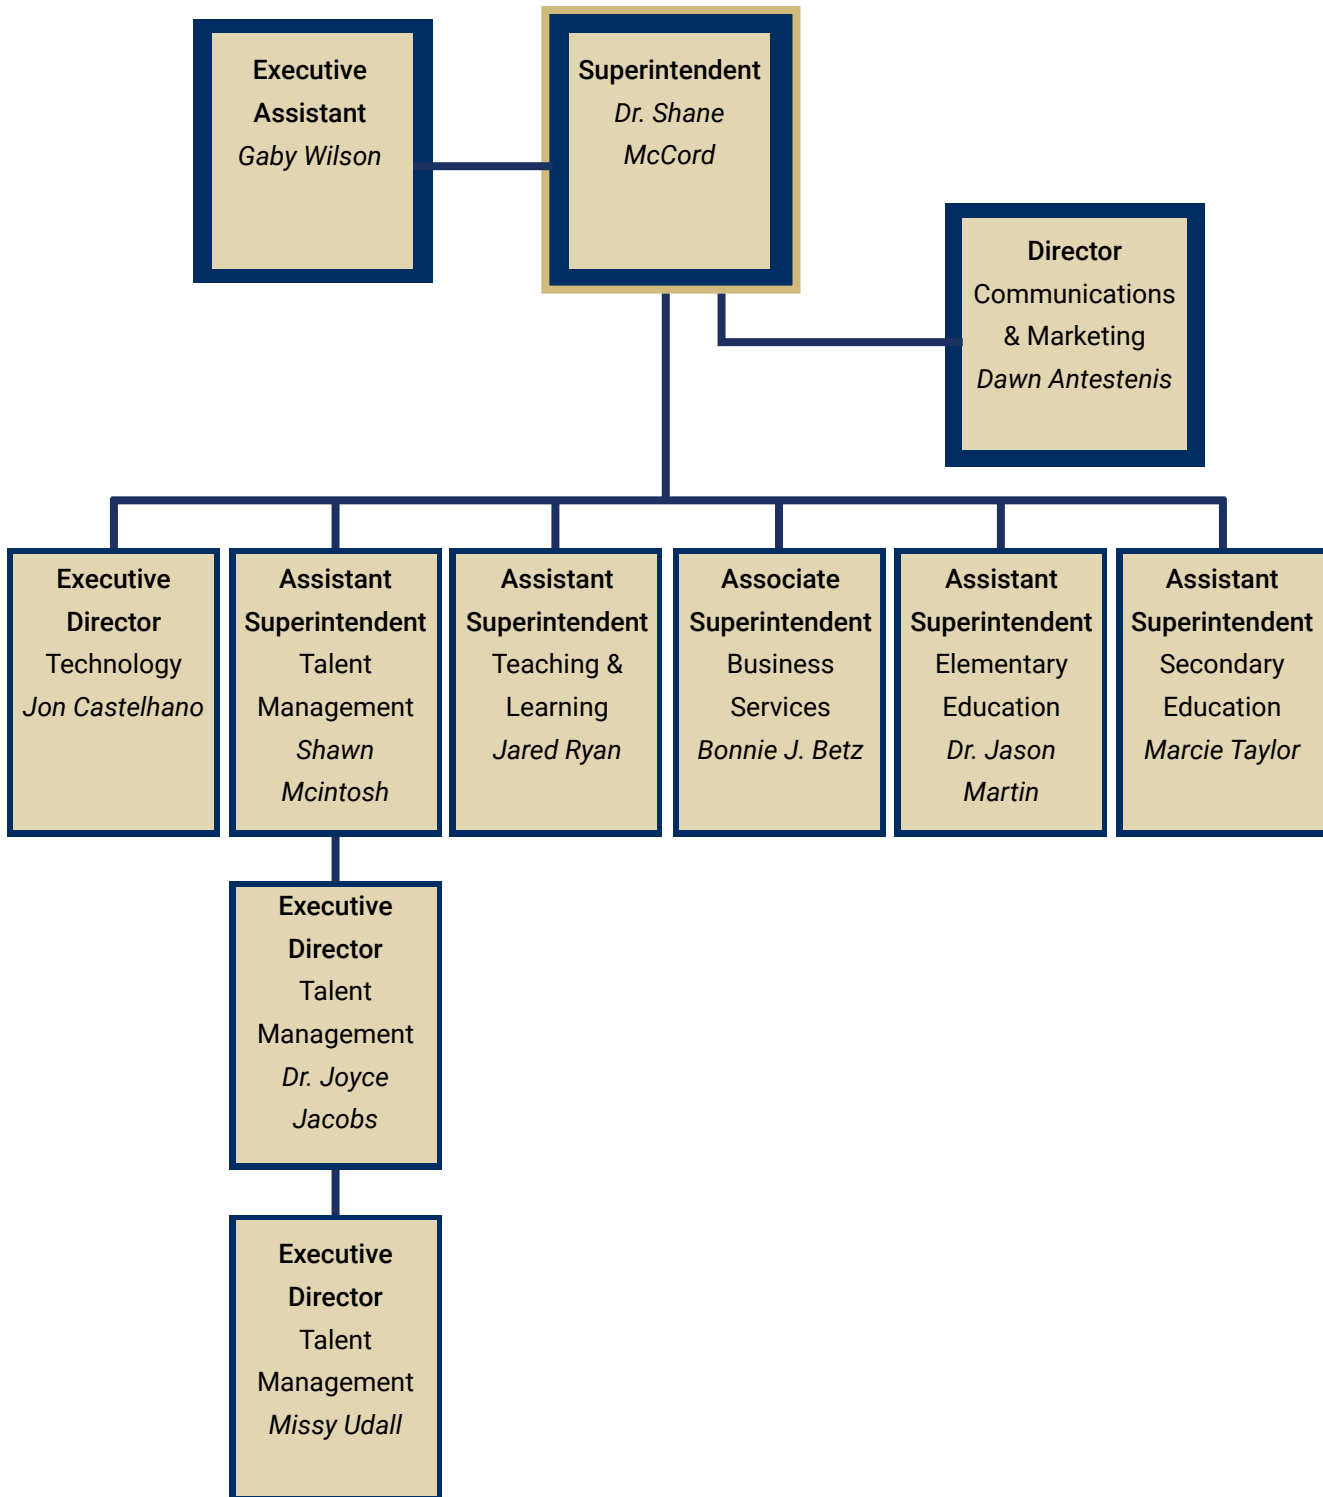 Executive
Assistant
Gaby Wilson
Superintendent
Dr. Shane
McCord
Director
Communications
& Marketing
Dawn Antestenis
Executive
Director
Technology
Jon Castelhano
Assistant
Superintendent
Talent
Management
Shawn
Mcintosh
Assistant
Superintendent
Teaching &
Learning
Jared Ryan
Associate
Superintendent
Business
Services
Bonnie J. Betz
Assistant
Superintendent
Elementary
Education
Dr. Jason
Martin
Assistant
Superintendent
Secondary
Education
Marcie Taylor
Executive
Director
Talent
Management
Dr. Joyce
Jacobs
Executive
Director
Talent
Management
Missy Udall